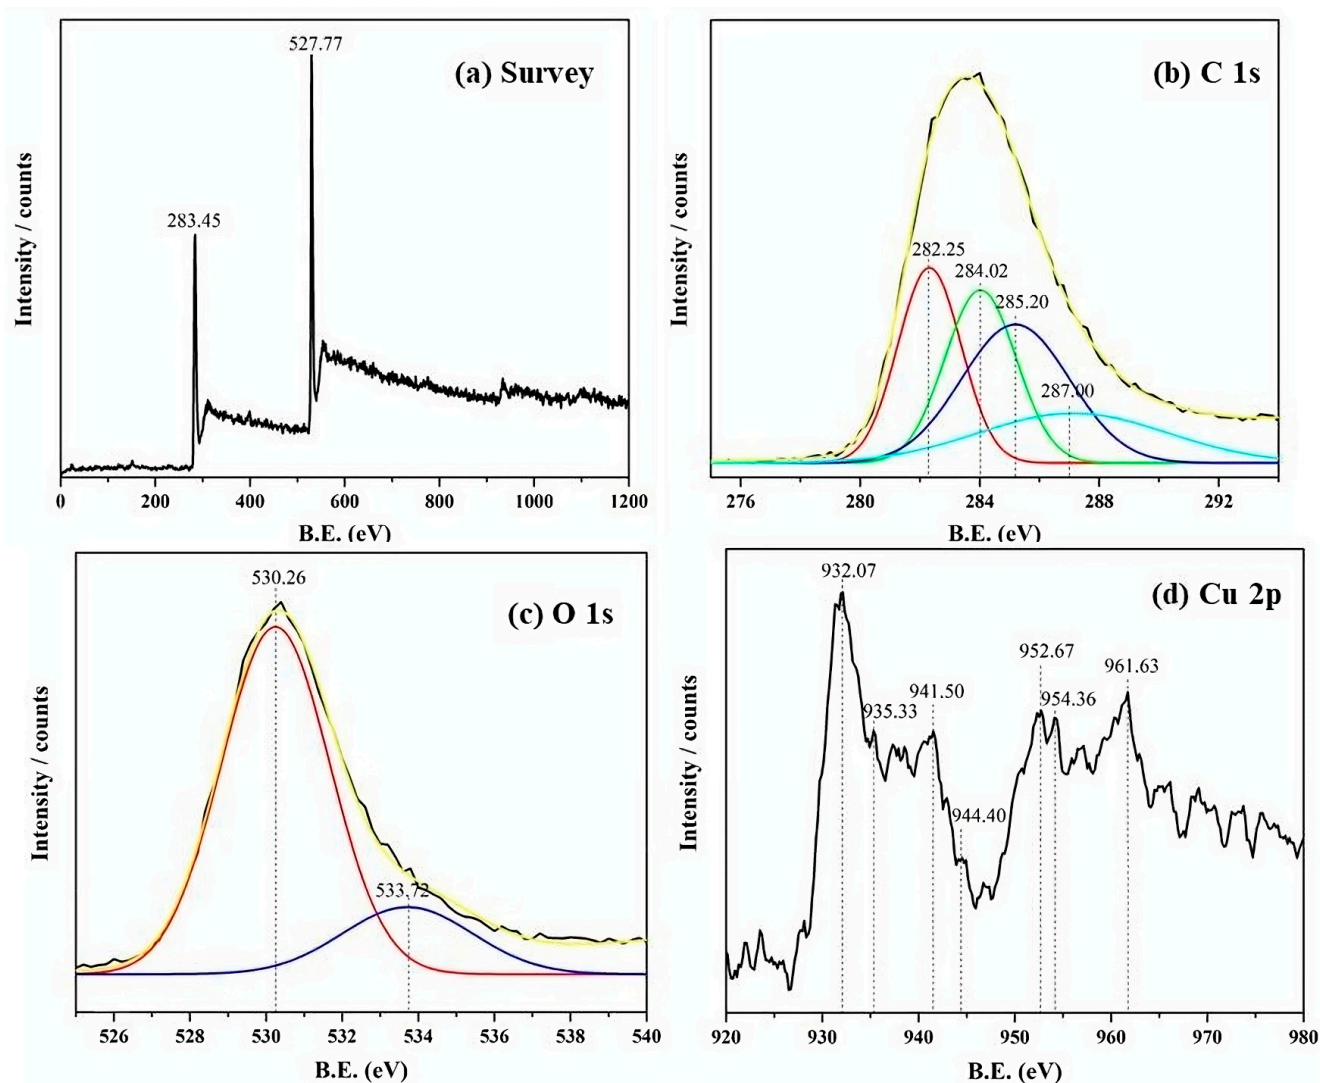 (a) Survey
527.77
283.45
Intensity / counts
0 200 400 600 800 1000 1200
B.E. (eV)
(b) C 1s
282.25
284.02
285.20
287.00
Intensity / counts
276 280 284 288 292
B.E. (eV)
(c) O 1s
530.26
533.72
Intensity / counts
526 528 530 532 534 536 538 540
B.E. (eV)
(d) Cu 2p
932.07
935.33
941.50
944.40
952.67
954.36
961.63
Intensity / counts
920 930 940 950 960 970 980
B.E. (eV)